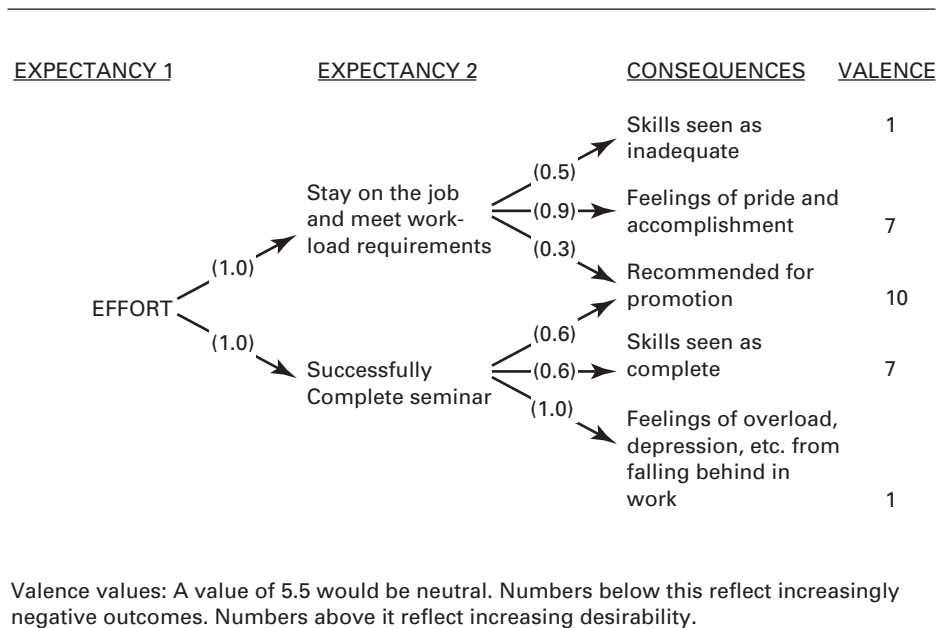 EXPECTANCY 1 EXPECTANCY 2 CONSEQUENCES VALENCE
Skills seen as 1
inadequate
(0.5)
Stay on the job
and meet work-
load requirements
(0.9)
Feelings of pride and
accomplishment 7
(0.3)
(1.0)
Recommended for
promotion 10
EFFORT
(1.0)
(0.6)
Skills seen as
complete 7
Successfully
Complete seminar
(0.6)
(1.0)
Feelings of overload,
depression, etc. from
falling behind in
work 1
Valence values: A value of 5.5 would be neutral. Numbers below this reflect increasingly
negative outcomes. Numbers above it reflect increasing desirability.